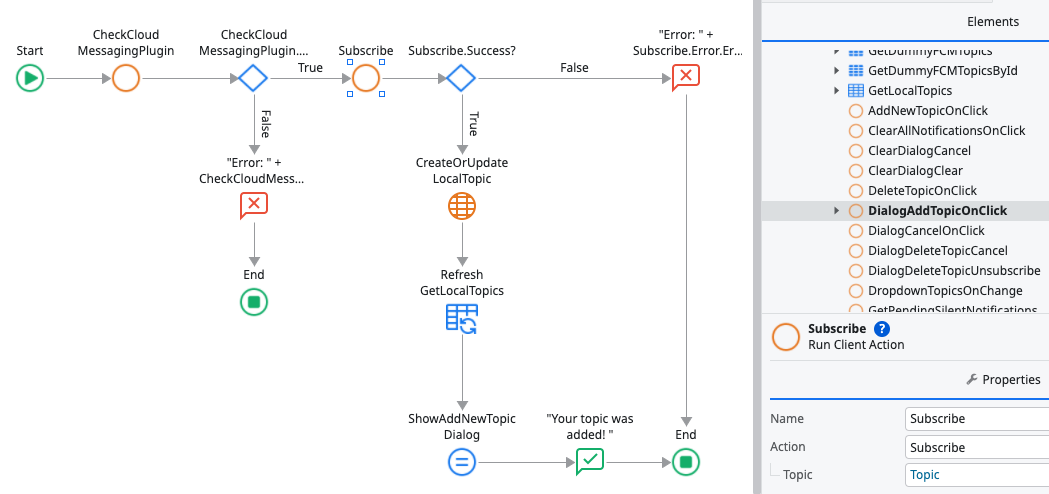 Start
CheckCloud
MessagingPlugin
CheckCloud
MessagingPlugin....
True
Subscribe
Subscribe.Success?
False
"Error: " +
Subscribe.Error.Er...
False
"Error: " +
CheckCloudMess...
End
True
CreateOrUpdate
LocalTopic
Refresh
GetLocalTopics
ShowAddNewTopic
Dialog
"Your topic was
added! "
End
Elements
GetDummyFCMTopics
GetDummyFCMTopicsById
GetLocalTopics
AddNewTopicOnClick
ClearAllNotificationsOnClick
ClearDialogCancel
ClearDialogClear
DeleteTopicOnClick
DialogAddTopicOnClick
DialogCancelOnClick
DialogDeleteTopicCancel
DialogDeleteTopicUnsubscribe
DropdownTopicsOnChange
GetPendingSilentNotifications
Subscribe ?
Run Client Action
Properties
Name Subscribe
Action Subscribe
Topic Topic